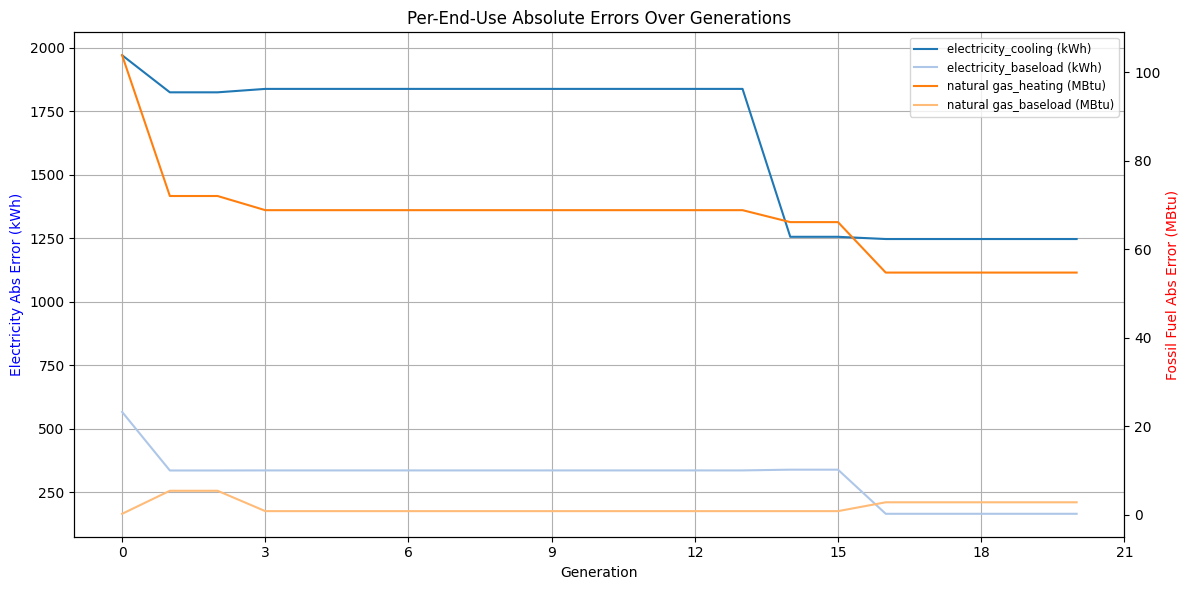 Per-End-Use Absolute Errors Over Generations
electricity_cooling (kWh)
electricity_baseload (kWh)
natural gas_heating (MBtu)
natural gas_baseload (MBtu)
Electricity Abs Error (kWh)
2000
1750
1500
1250
1000
750
500
250
100
80
60
40
20
0
Fossil Fuel Abs Error (MBtu)
0 3 6 9 12 15 18 21
Generation